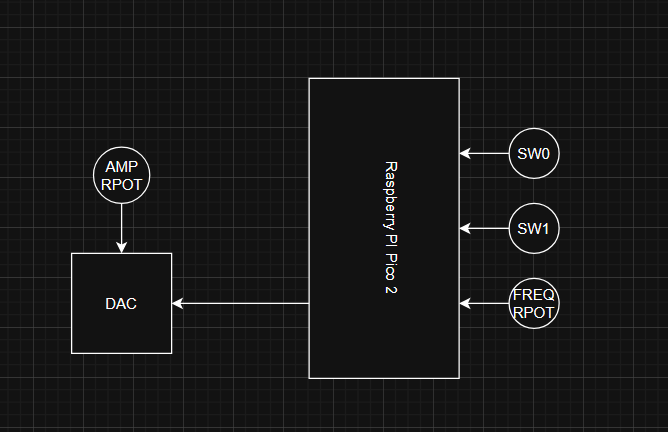 AMP
RPOT
DAC
Raspberry PI Pico 2
SW0
SW1
FREQ
RPOT